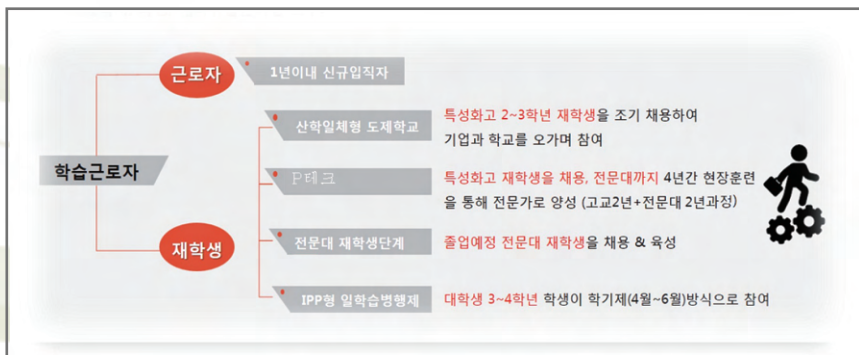 근로자
1년이내 신규입직자
학습근로자
재학생
산학일체형 도제학교
특성화고 2~3학년 재학생을 조기 채용하여
기업과 학교를 오가며 참여
P테크
특성화고 재학생을 채용, 전문대까지 4년간 현장훈련
을 통해 전문가로 양성 (고교2년+전문대 2년과정)
전문대 재학생단계
졸업예정 전문대 재학생을 채용 & 육성
IPP형 일학습병행제
대학생 3~4학년 학생이 학기제(4월~6월)방식으로 참여